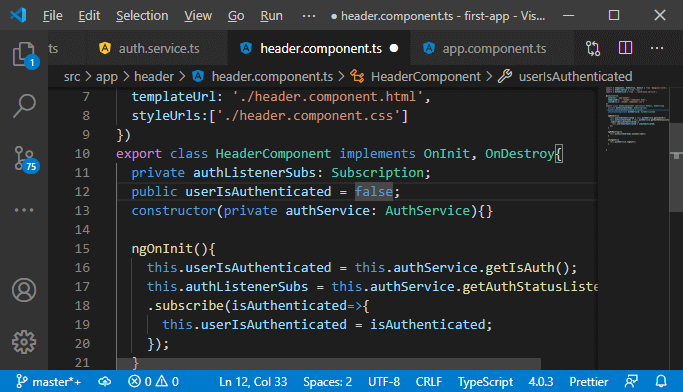 File Edit Selection View Go Run ... ● header.component.ts - first-app - Vis...
ts auth.service.ts header.component.ts ● app.component.ts
src > app > header > header.component.ts > HeaderComponent > userIsAuthenticated
7 templateUrl: './header.component.html',
8 styleUrls:['./header.component.css']
9 })
10 export class HeaderComponent implements OnInit, OnDestroy{
11 private authListenerSubs: Subscription;
12 public userIsAuthenticated = false;
13 constructor(private authService: AuthService){}
14
15 ngOnInit(){
16 this.userIsAuthenticated = this.authService.getIsAuth();
17 this.authListenerSubs = this.authService.getAuthStatusListe
18 .subscribe(isAuthenticated=>{
19 this.userIsAuthenticated = isAuthenticated;
20 });
21 }
1
75
master*+ 0 0 Ln 12, Col 33 Spaces: 2 UTF-8 CRLF TypeScript 4.0.3 Prettier